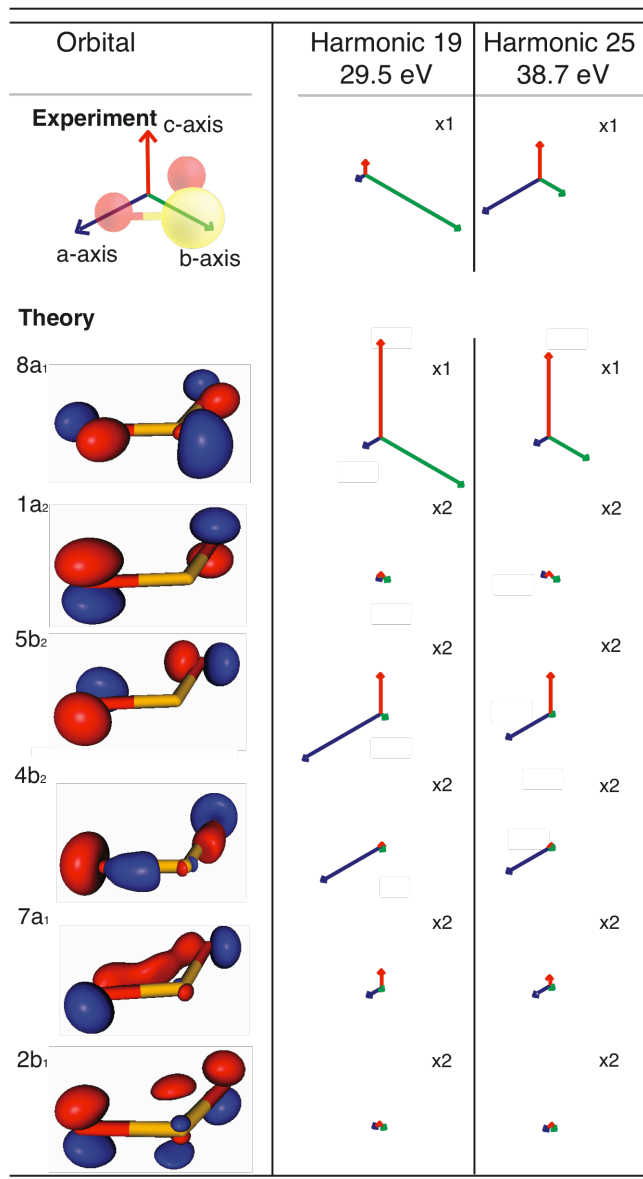 Orbital Harmonic 19 Harmonic 25
29.5 eV 38.7 eV
Experiment c-axis x1 x1
a-axis b-axis
Theory
8a₁ x1 x1
1a₂ x2 x2
5b₂ x2 x2
4b₂ x2 x2
7a₁ x2 x2
2b₁ x2 x2